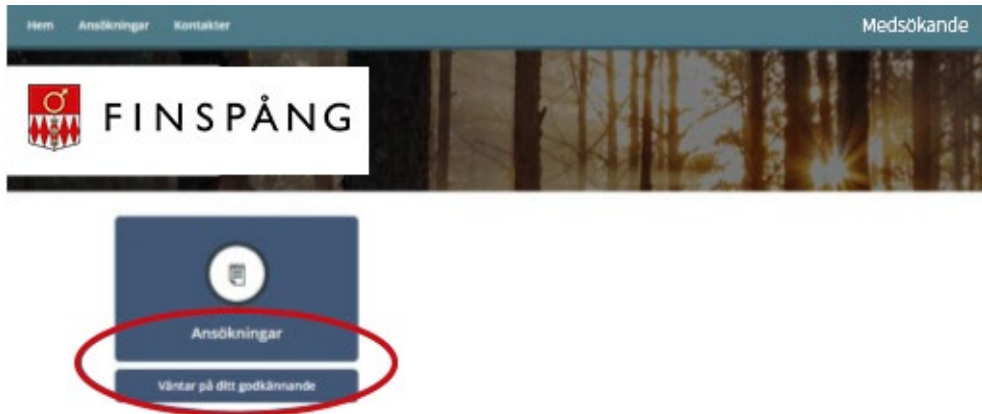 Hem Ansökningar Kontakter Medsökande
FINSPÅNG
Ansökningar
Väntar på ditt godkännande